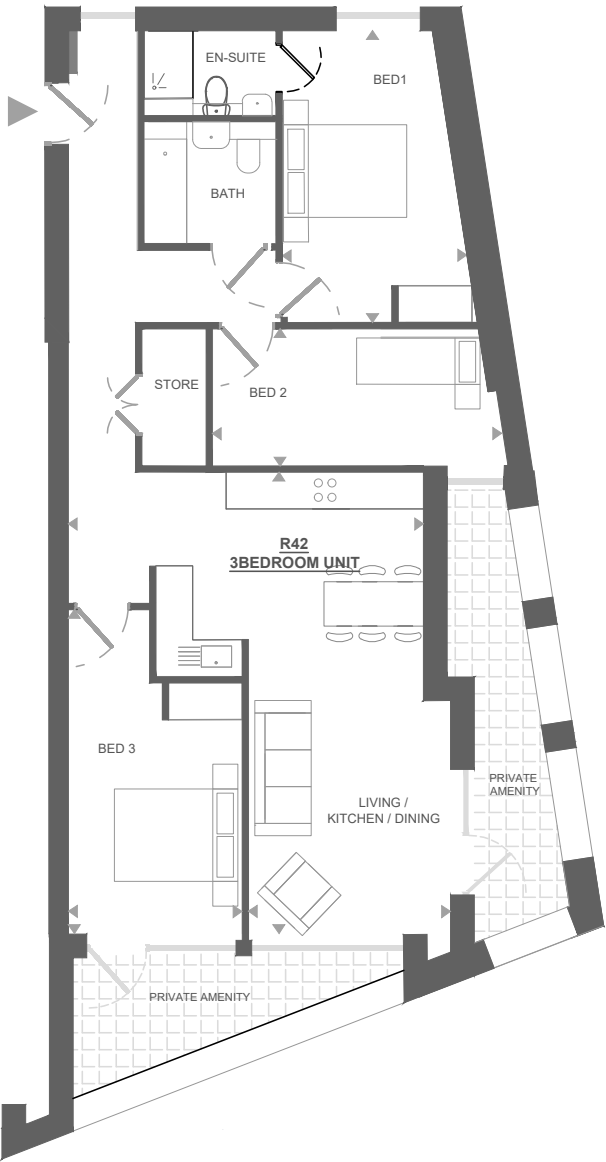 EN-SUITE
BED1
BATH
STORE
BED 2
R42
3BEDROOM UNIT
BED 3
PRIVATE
AMENITY
LIVING /
KITCHEN / DINING
PRIVATE AMENITY